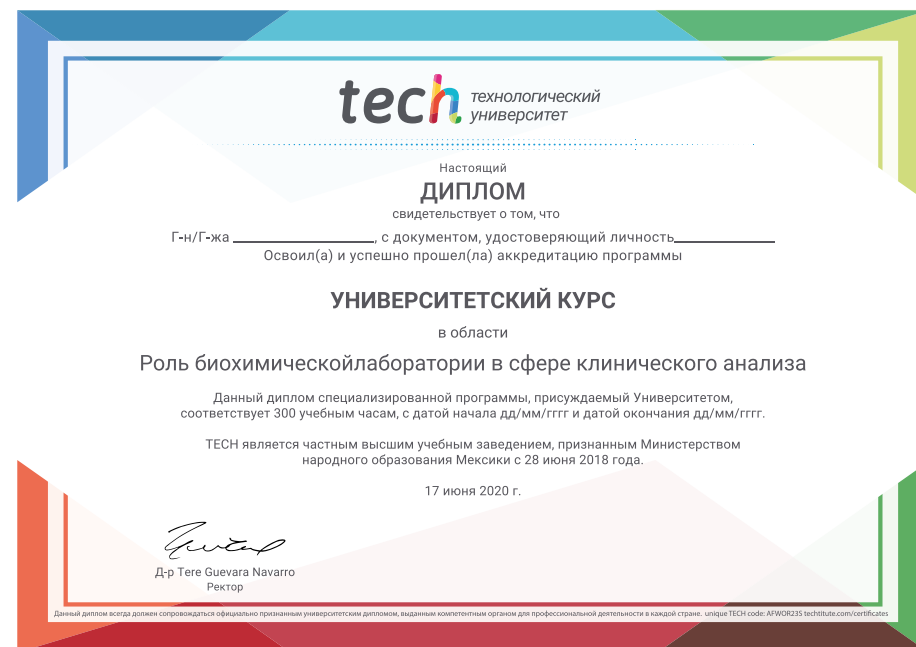 tech технологический
университет
Настоящий
ДИПЛОМ
свидетельствует о том, что
Г-н/Г-жа ____________________, с документом, удостоверяющий личность______________
Освоил(а) и успешно прошел(ла) аккредитацию программы
УНИВЕРСИТЕТСКИЙ КУРС
в области
Роль биохимическойлаборатории в сфере клинического анализа
Данный диплом специализированной программы, присуждаемый Университетом,
соответствует 300 учебным часам, с датой начала дд/мм/гггг и датой окончания дд/мм/гггг.
TECH является частным высшим учебным заведением, признанным Министерством
народного образования Мексики с 28 июня 2018 года.
17 июня 2020 г.
Д-р Tere Guevara Navarro
Ректор
Данный диплом всегда должен сопровождаться официально признанным университетским дипломом, выданным компетентным органом для профессиональной деятельности в каждой стране. unique TECH code: AFWOR23S techtitute.com/certificates